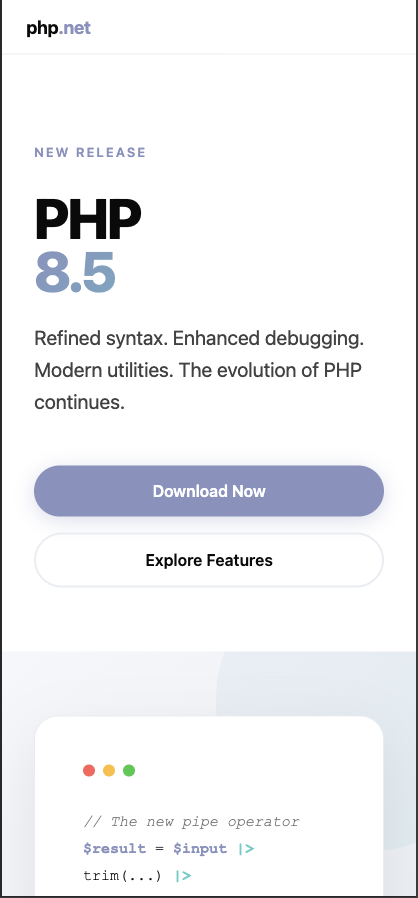 php.net
NEW RELEASE
PHP
8.5
Refined syntax. Enhanced debugging.
Modern utilities. The evolution of PHP
continues.
Download Now
Explore Features
// The new pipe operator
$result = $input |>
trim(...) |>